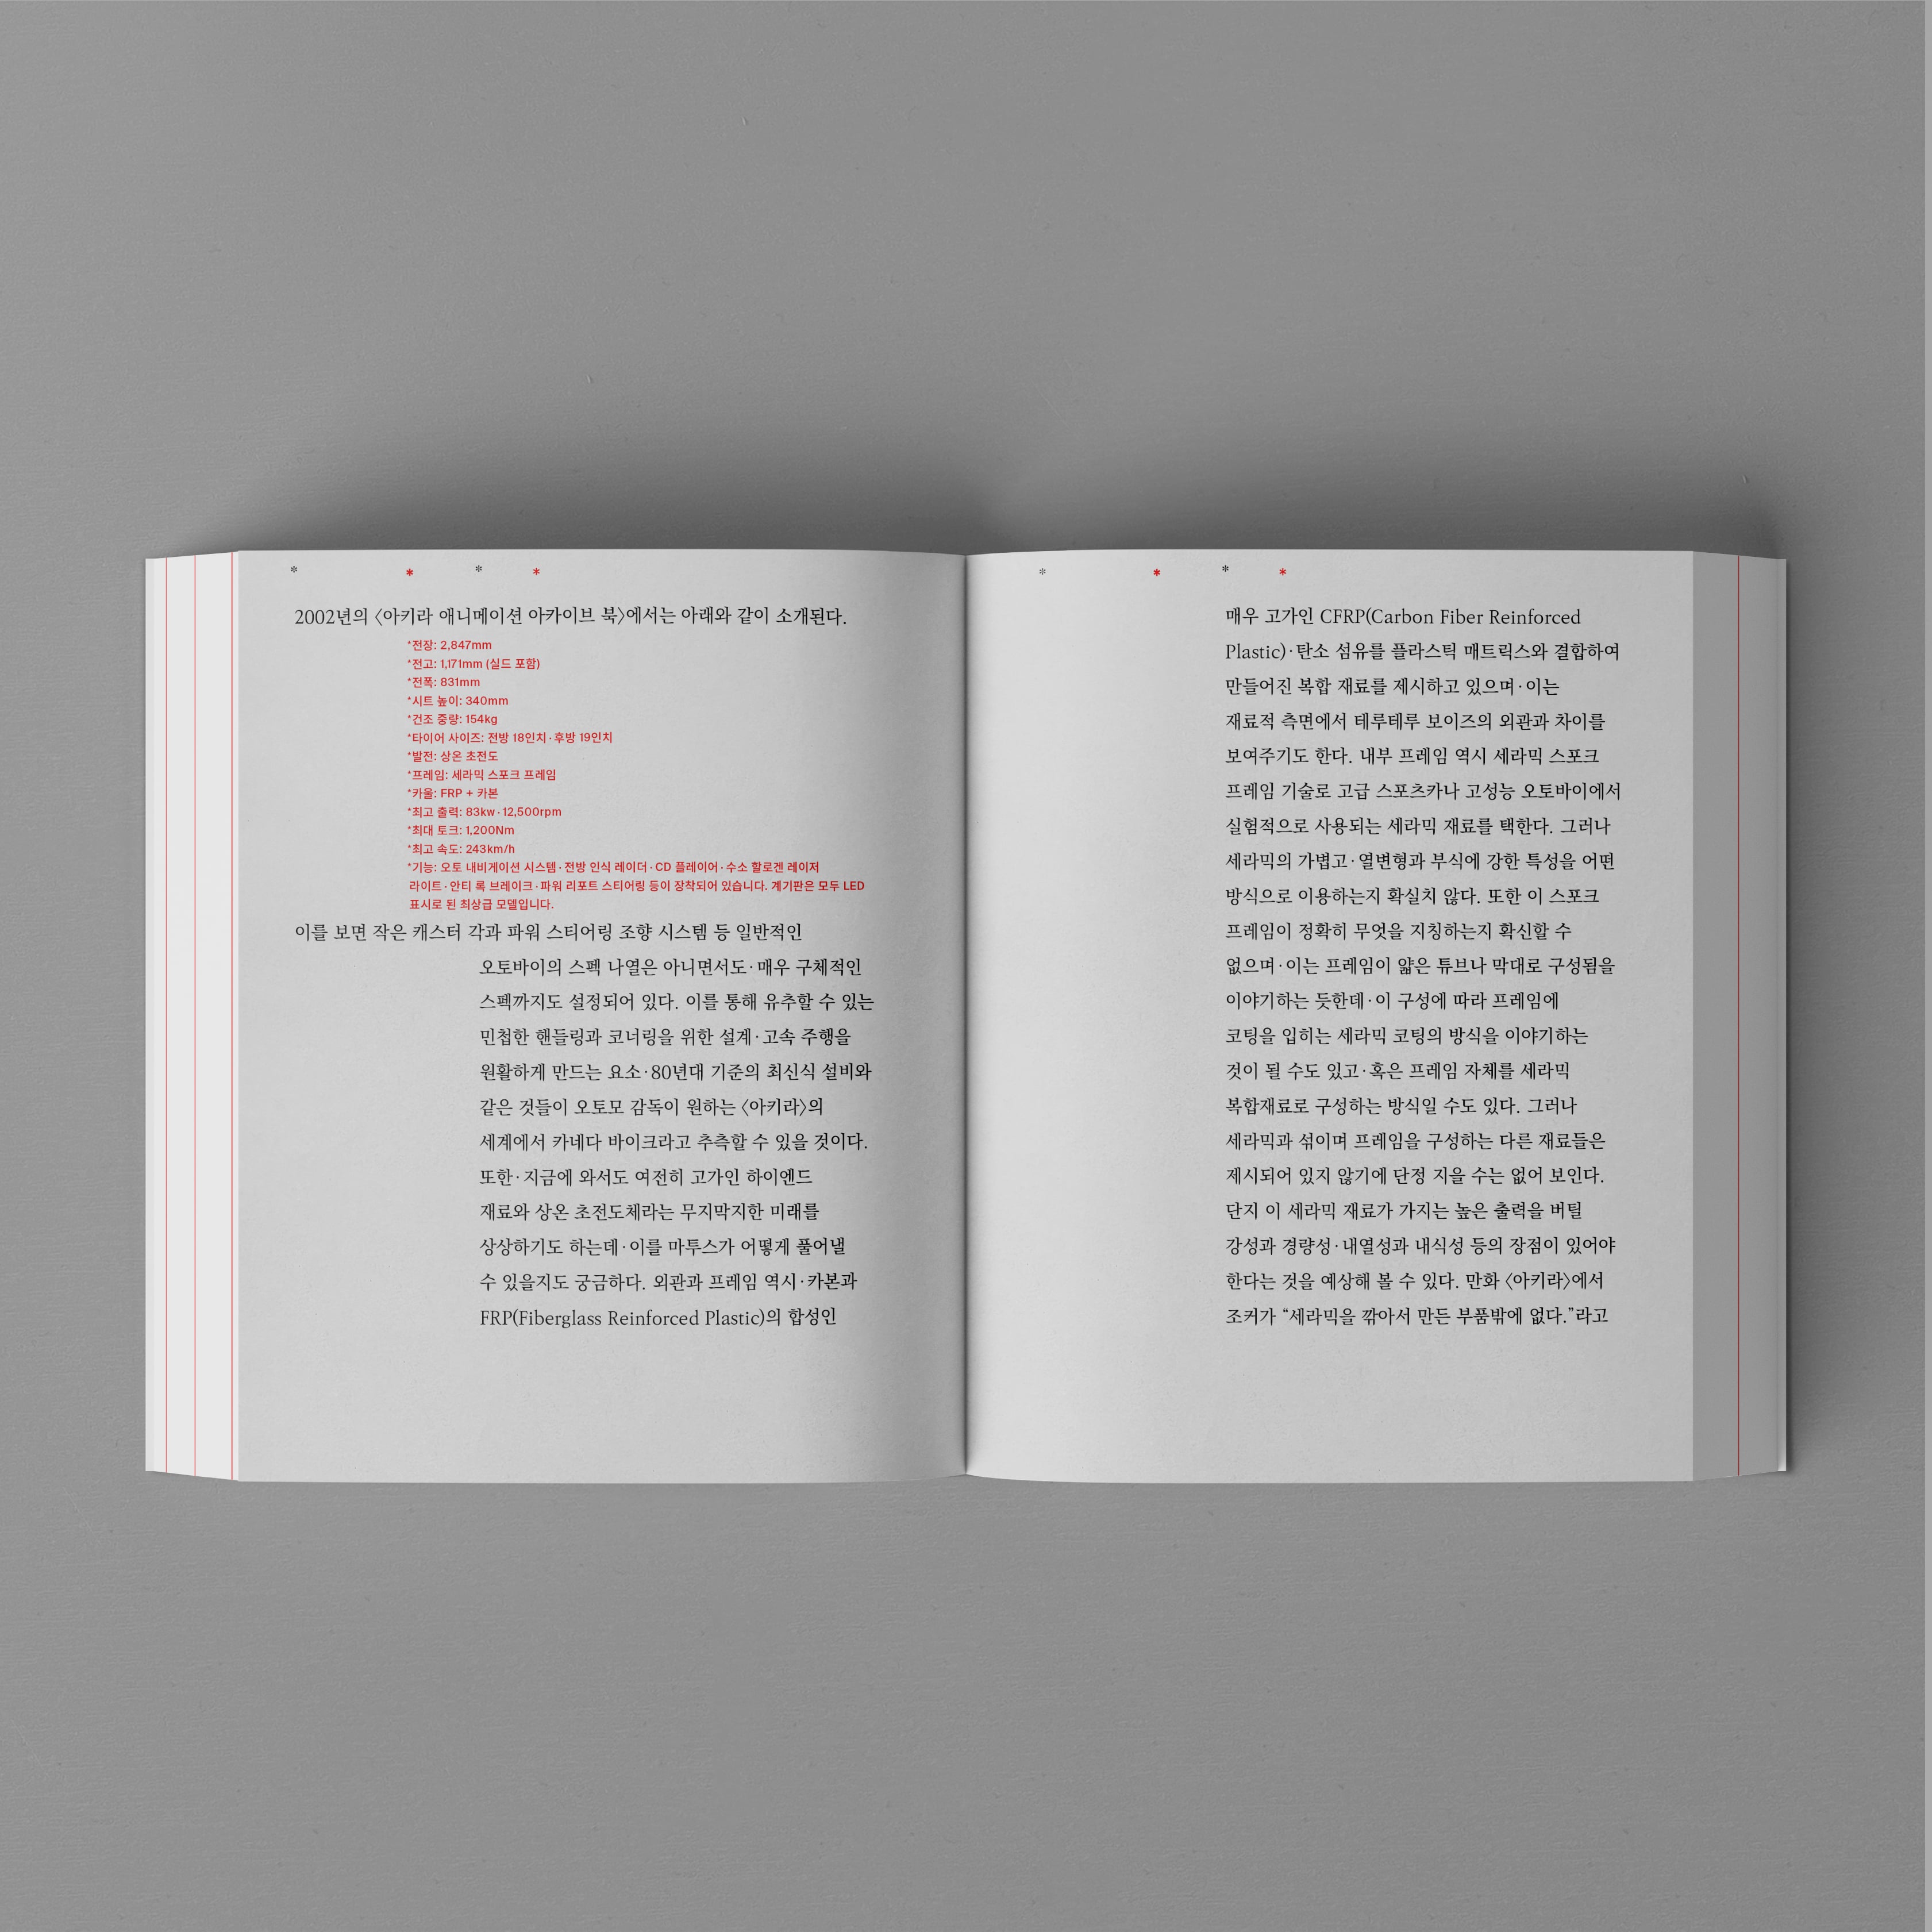 * * * *
2002년의 〈아키라 애니메이션 아카이브 북〉에서는 아래와 같이 소개된다.
*전장: 2,847mm
*전고: 1,171mm (실드 포함)
*전폭: 831mm
*시트 높이: 340mm
*건조 중량: 154kg
*타이어 사이즈: 전방 18인치·후방 19인치
*발전: 상온 초전도
*프레임: 세라믹 스포크 프레임
*카울: FRP + 카본
*최고 출력: 83kw·12,500rpm
*최대 토크: 1,200Nm
*최고 속도: 243km/h
*기능: 오토 내비게이션 시스템·전방 인식 레이더·CD 플레이어·수소 할로겐 레이저
라이트·안티 록 브레이크·파워 리포트 스티어링 등이 장착되어 있습니다. 계기판은 모두 LED
표시로 된 최상급 모델입니다.
이를 보면 작은 캐스터 각과 파워 스티어링 조향 시스템 등 일반적인
오토바이의 스펙 나열은 아니면서도·매우 구체적인
스펙까지도 설정되어 있다. 이를 통해 유추할 수 있는
민첩한 핸들링과 코너링을 위한 설계·고속 주행을
원활하게 만드는 요소·80년대 기준의 최신식 설비와
같은 것들이 오토모 감독이 원하는 〈아키라〉의
세계에서 카네다 바이크라고 추측할 수 있을 것이다.
또한·지금에 와서도 여전히 고가인 하이엔드
재료와 상온 초전도체라는 무지막지한 미래를
상상하기도 하는데·이를 마투스가 어떻게 풀어낼
수 있을지도 궁금하다. 외관과 프레임 역시·카본과
FRP(Fiberglass Reinforced Plastic)의 합성인
* * * *
매우 고가인 CFRP(Carbon Fiber Reinforced
Plastic)·탄소 섬유를 플라스틱 매트릭스와 결합하여
만들어진 복합 재료를 제시하고 있으며·이는
재료적 측면에서 테루테루 보이즈의 외관과 차이를
보여주기도 한다. 내부 프레임 역시 세라믹 스포크
프레임 기술로 고급 스포츠카나 고성능 오토바이에서
실험적으로 사용되는 세라믹 재료를 택한다. 그러나
세라믹의 가볍고·열변형과 부식에 강한 특성을 어떤
방식으로 이용하는지 확실치 않다. 또한 이 스포크
프레임이 정확히 무엇을 지칭하는지 확신할 수
없으며·이는 프레임이 얇은 튜브나 막대로 구성됨을
이야기하는 듯한데·이 구성에 따라 프레임에
코팅을 입히는 세라믹 코팅의 방식을 이야기하는
것이 될 수도 있고·혹은 프레임 자체를 세라믹
복합재료로 구성하는 방식일 수도 있다. 그러나
세라믹과 섞이며 프레임을 구성하는 다른 재료들은
제시되어 있지 않기에 단정 지을 수는 없어 보인다.
단지 이 세라믹 재료가 가지는 높은 출력을 버틸
강성과 경량성·내열성과 내식성 등의 장점이 있어야
한다는 것을 예상해 볼 수 있다. 만화 〈아키라〉에서
조커가 “세라믹을 깎아서 만든 부품밖에 없다.”라고